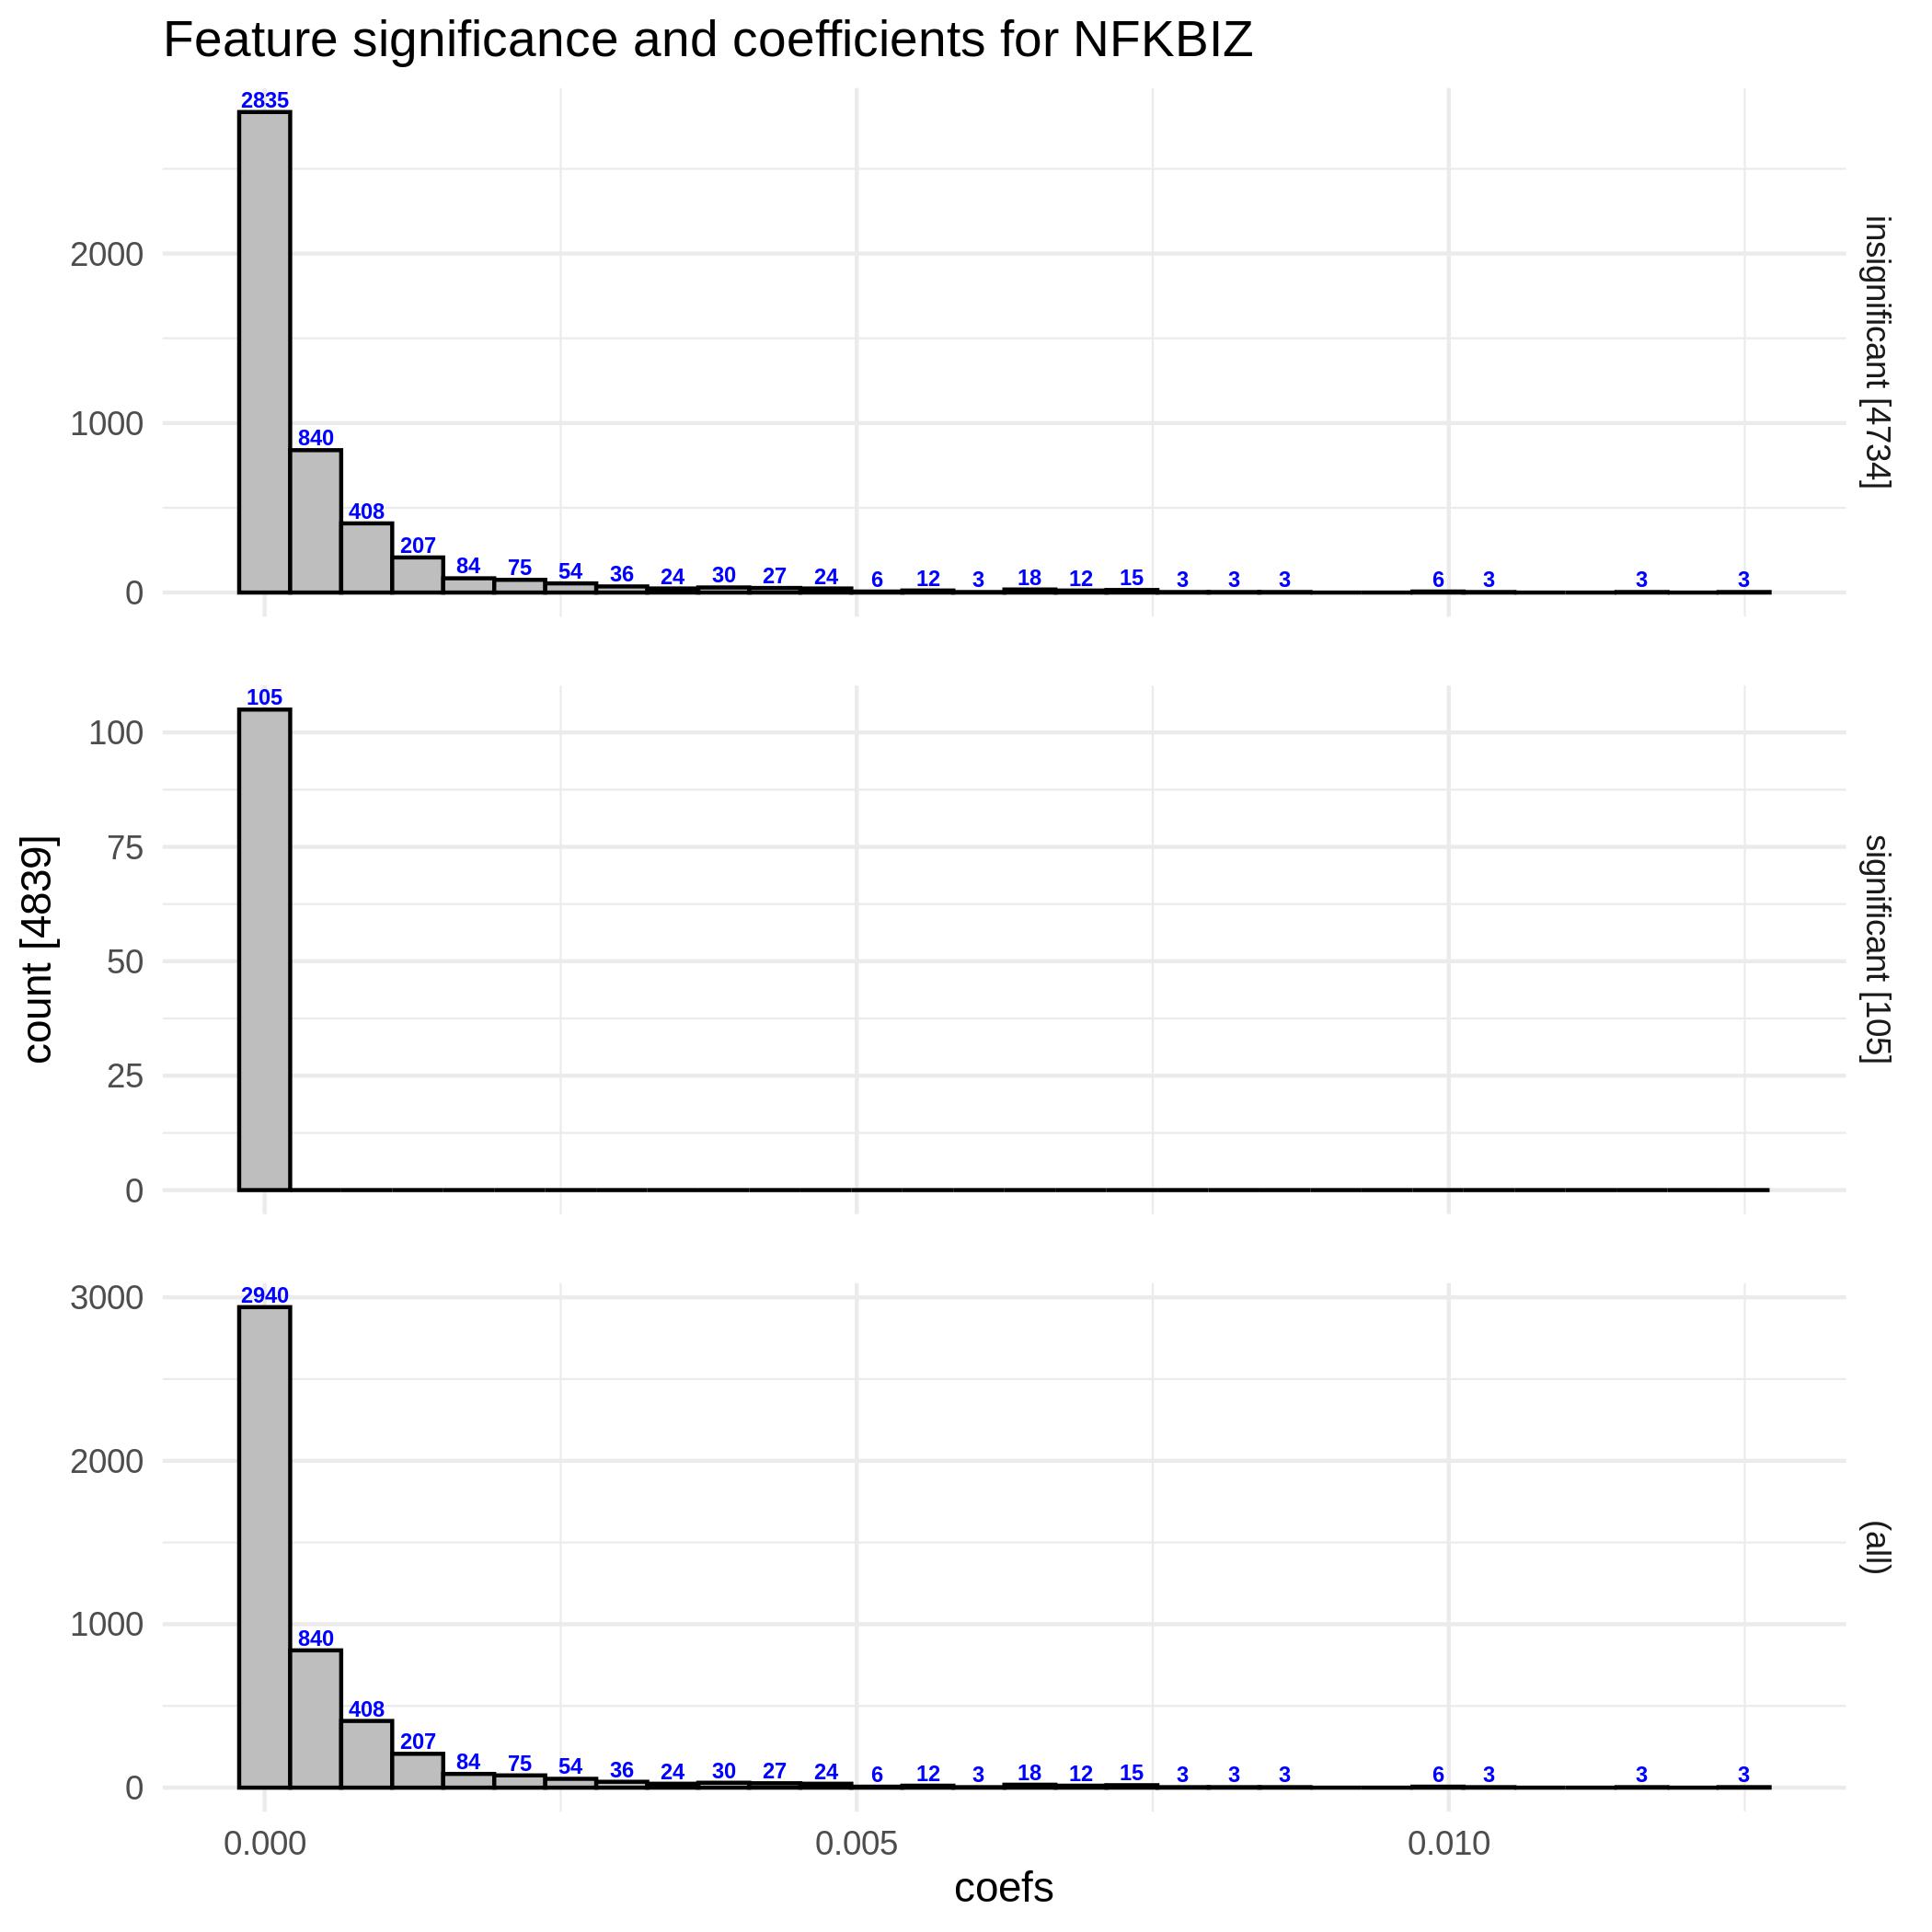 Feature significance and coefficients for NFKBIZ
2835
840
408
207
84 75 54 36 24 30 27 24 6 12 3 18 12 15 3 3 3 6 3 3 3
2000
1000
0
insignificant [4734]
105
100
75
50
25
0
significant [105]
count [4839]
2940
840
408
207
84 75 54 36 24 30 27 24 6 12 3 18 12 15 3 3 3 6 3 3 3
3000
2000
1000
0
(all)
0.000 0.005 0.010
coefs